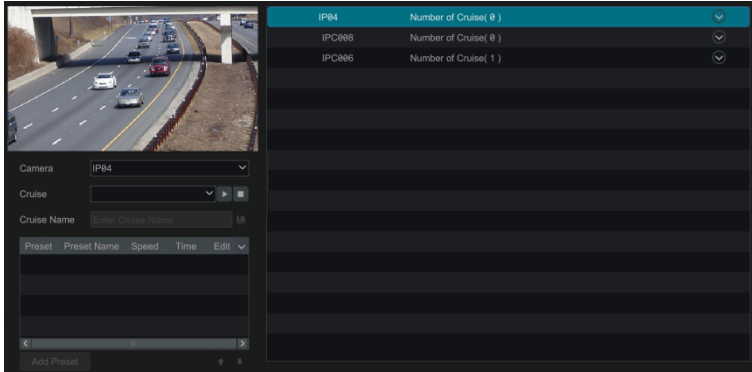 Camera IP04
Cruise
Cruise Name Enter Cruise Name
Preset Preset Name Speed Time Edit
Add Preset
IP04 Number of Cruise( 0 )
IPC008 Number of Cruise( 0 )
IPC006 Number of Cruise( 1 )